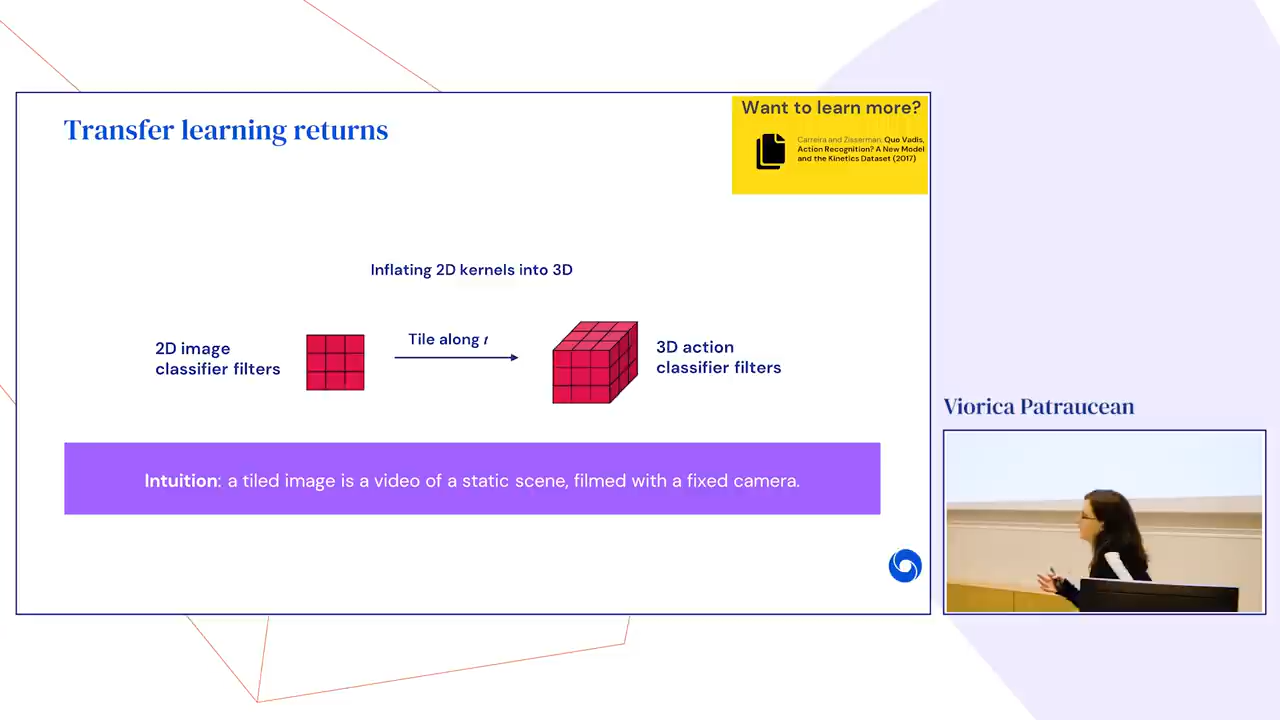 Transfer learning returns
Want to learn more?
Carreira and Zisserman, Quo Vadis,
Action Recognition? A New Model
and the Kinetics Dataset (2017)
Inflating 2D kernels into 3D
2D image
classifier filters
Tile along t
3D action
classifier filters
Intuition: a tiled image is a video of a static scene, filmed with a fixed camera.
Viorica Patraucean